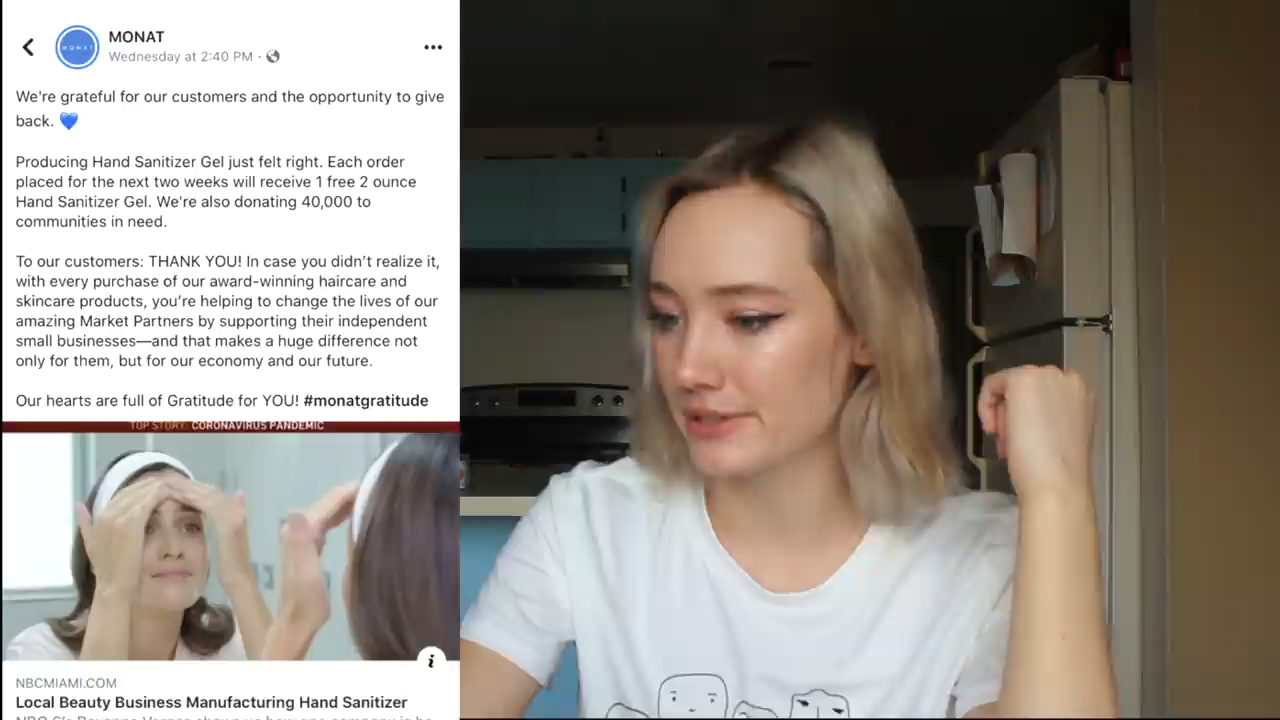 MONAT
MONAT
Wednesday at 2:40 PM ·
We're grateful for our customers and the opportunity to give
back. 💙
Producing Hand Sanitizer Gel just felt right. Each order
placed for the next two weeks will receive 1 free 2 ounce
Hand Sanitizer Gel. We're also donating 40,000 to
communities in need.
To our customers: THANK YOU! In case you didn't realize it,
with every purchase of our award-winning haircare and
skincare products, you're helping to change the lives of our
amazing Market Partners by supporting their independent
small businesses—and that makes a huge difference not
only for them, but for our economy and our future.
Our hearts are full of Gratitude for YOU! #monatgratitude
TOP STORY: CORONAVIRUS PANDEMIC
i
NBCMIAMI.COM
Local Beauty Business Manufacturing Hand Sanitizer